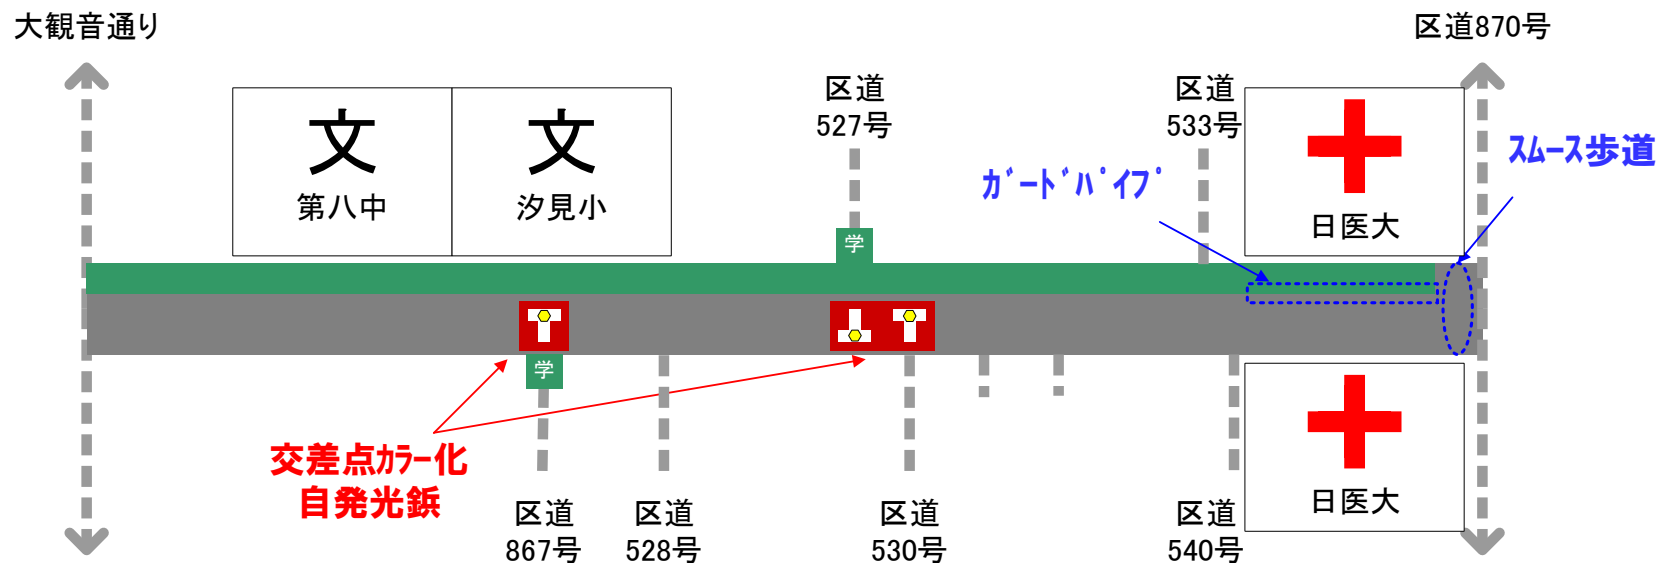 大観音通り
区道870号
文
第八中
文
汐見小
区道
527号
区道
533号
日医大
ｶﾞｰﾄﾞﾊﾟｲﾌﾟ
ｽﾑｰｽ歩道
学
学
交差点ｶﾗｰ化
自発光鋲
区道
867号
区道
528号
区道
530号
区道
540号
日医大